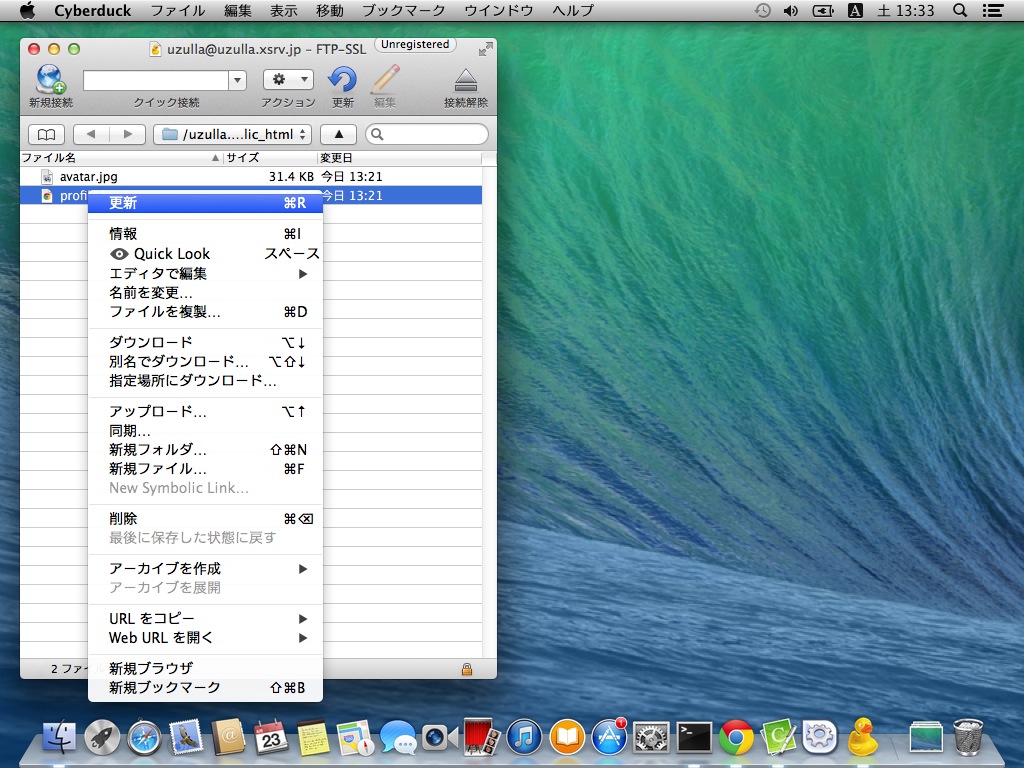 Cyberduck ファイル 編集 表示 移動 ブックマーク ウインドウ ヘルプ A 土 13:33
uzulla@uzulla.xsrv.jp – FTP-SSL Unregistered
新規接続 クイック接続 アクション 更新 編集 接続解除
/uzulla....lic_html
ファイル名 サイズ 変更日
avatar.jpg 31.4 KB 今日 13:21
profi 今日 13:21
更新 ⌘R
情報 ⌘I
Quick Look スペース
エディタで編集
名前を変更...
ファイルを複製... ⌘D
ダウンロード ⌥↓
別名でダウンロード... ⌥⇧↓
指定場所にダウンロード...
アップロード... ⌥↑
同期...
新規フォルダ... ⇧⌘N
新規ファイル... ⌘F
New Symbolic Link...
削除 ⌘⌫
最後に保存した状態に戻す
アーカイブを作成
アーカイブを展開
URL をコピー
Web URL を開く
新規ブラウザ
新規ブックマーク ⇧⌘B
2 ファ
23
1